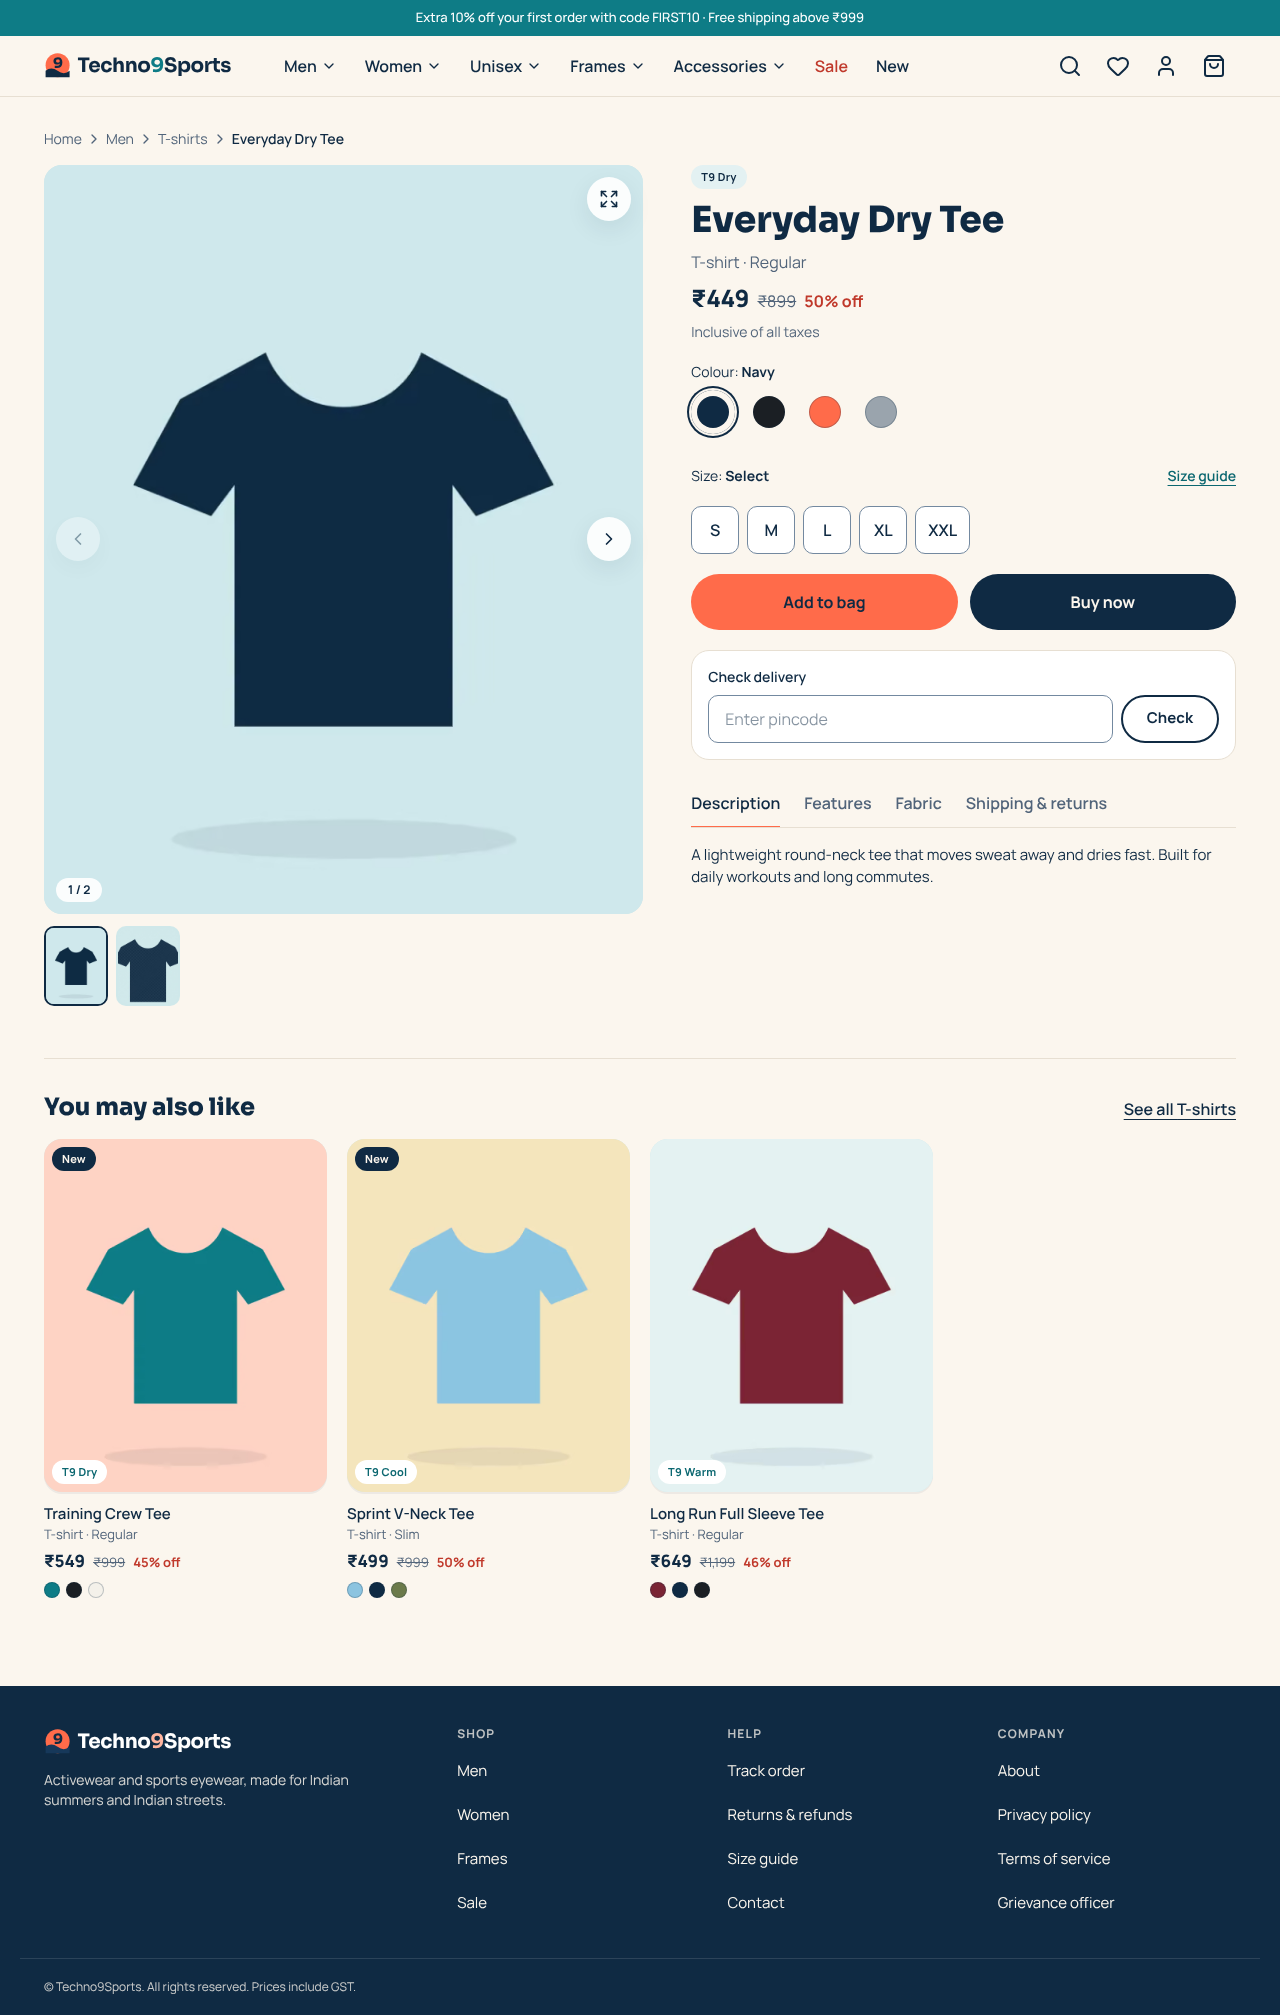 Extra 10% off your first order with code FIRST10 · Free shipping above ₹999
9 Techno9Sports
Men
Women
Unisex
Frames
Accessories
Sale
New
Home > Men > T-shirts > Everyday Dry Tee
T9 Dry
Everyday Dry Tee
T-shirt · Regular
₹449 ₹899 50% off
Inclusive of all taxes
Colour: Navy
Size: Select
Size guide
S
M
L
XL
XXL
Add to bag
Buy now
Check delivery
Enter pincode
Check
Description
Features
Fabric
Shipping & returns
A lightweight round-neck tee that moves sweat away and dries fast. Built for
daily workouts and long commutes.
1 / 2
You may also like
See all T-shirts
New
T9 Dry
Training Crew Tee
T-shirt · Regular
₹549 ₹999 45% off
New
T9 Cool
Sprint V-Neck Tee
T-shirt · Slim
₹499 ₹999 50% off
T9 Warm
Long Run Full Sleeve Tee
T-shirt · Regular
₹649 ₹1,199 46% off
9 Techno9Sports
Activewear and sports eyewear, made for Indian
summers and Indian streets.
SHOP
Men
Women
Frames
Sale
HELP
Track order
Returns & refunds
Size guide
Contact
COMPANY
About
Privacy policy
Terms of service
Grievance officer
© Techno9Sports. All rights reserved. Prices include GST.